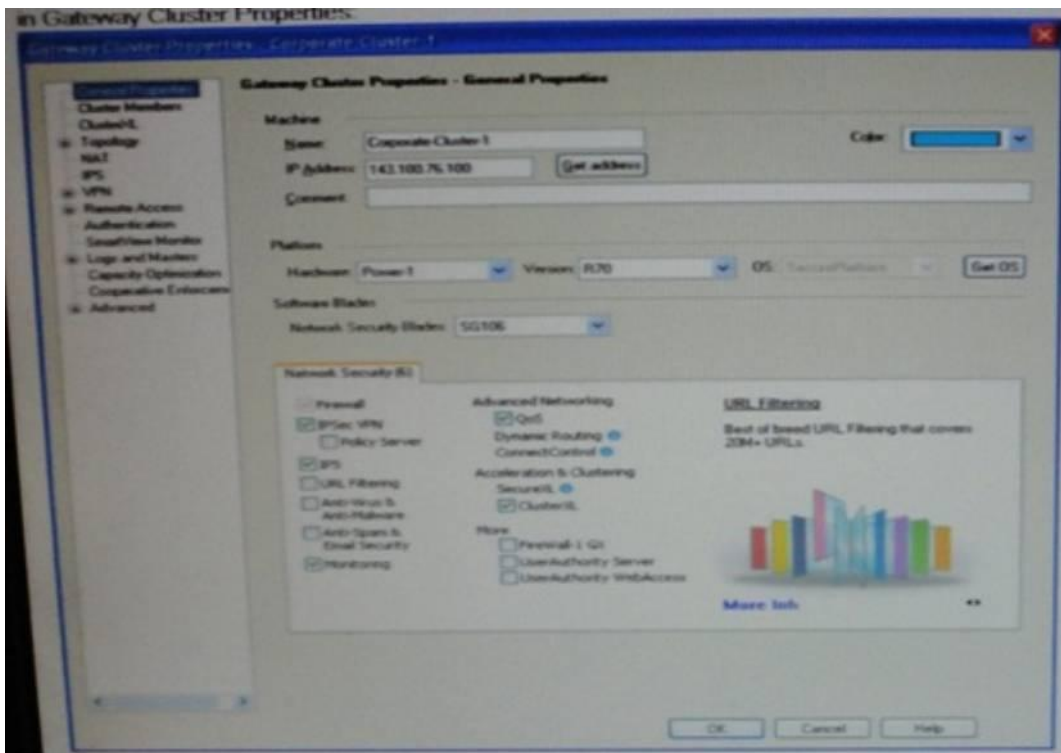 in Gateway Cluster Properties:
Gateway Cluster Properties - Corporate-Cluster-1
General Properties
Cluster Members
ClusterXL
Topology
NAT
IPS
VPN
Remote Access
Authentication
SmartView Monitor
Logs and Masters
Capacity Optimization
Cooperative Enforcem
Advanced
Gateway Cluster Properties - General Properties
Machine
Name: Corporate-Cluster-1 Color:
IP Address: 143.100.76.100 Get address
Comment:
Platform
Hardware: Power-1 Version: R70 OS: SecurePlatform Get OS
Software Blades
Network Security Blades: SG106
Network Security (6)
Firewall
IPSec VPN
Policy Server
IPS
URL Filtering
Anti-Virus &
Anti-Malware
Anti-Spam &
Email Security
Monitoring
Advanced Networking
QoS
Dynamic Routing
ConnectControl
Acceleration & Clustering
SecureXL
ClusterXL
More
Firewall-1 GX
UserAuthority Server
UserAuthority WebAccess
URL Filtering
Best of breed URL Filtering that covers
20M+ URLs.
More Info
OK Cancel Help